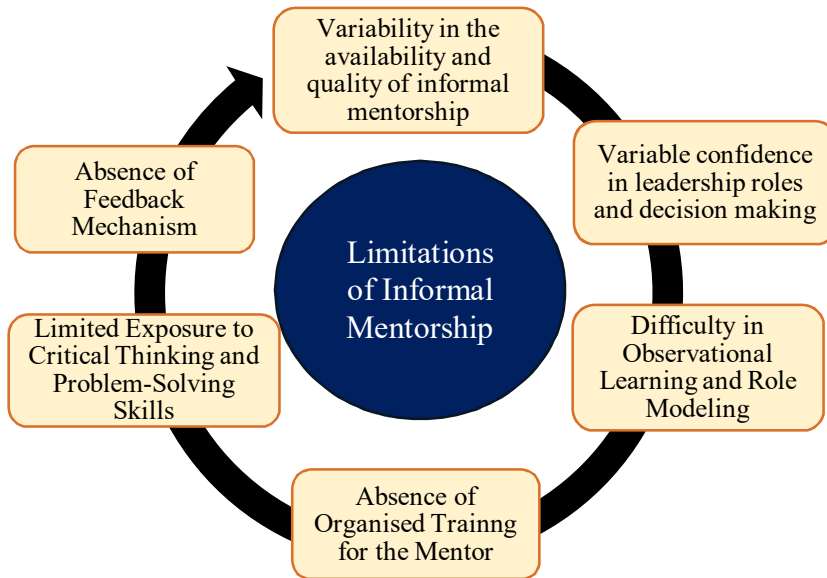 Variability in the
availability and
quality of informal
mentorship
Variable confidence
in leadership roles
and decision making
Difficulty in
Observational
Learning and Role
Modeling
Absence of
Organised Trainng
for the Mentor
Limited Exposure to
Critical Thinking and
Problem-Solving
Skills
Absence of
Feedback
Mechanism
Limitations
of Informal
Mentorship